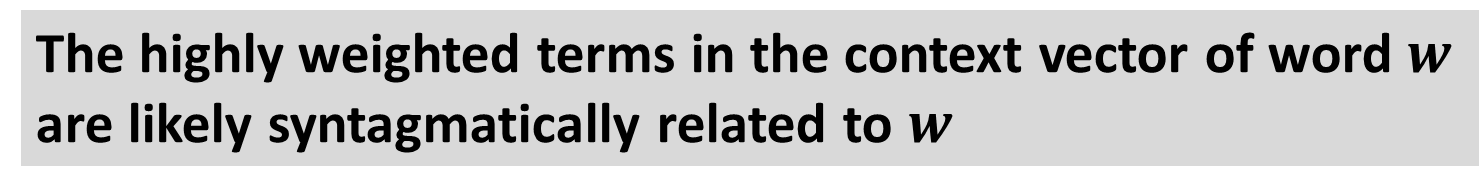 The highly weighted terms in the context vector of word w
are likely syntagmatically related to w